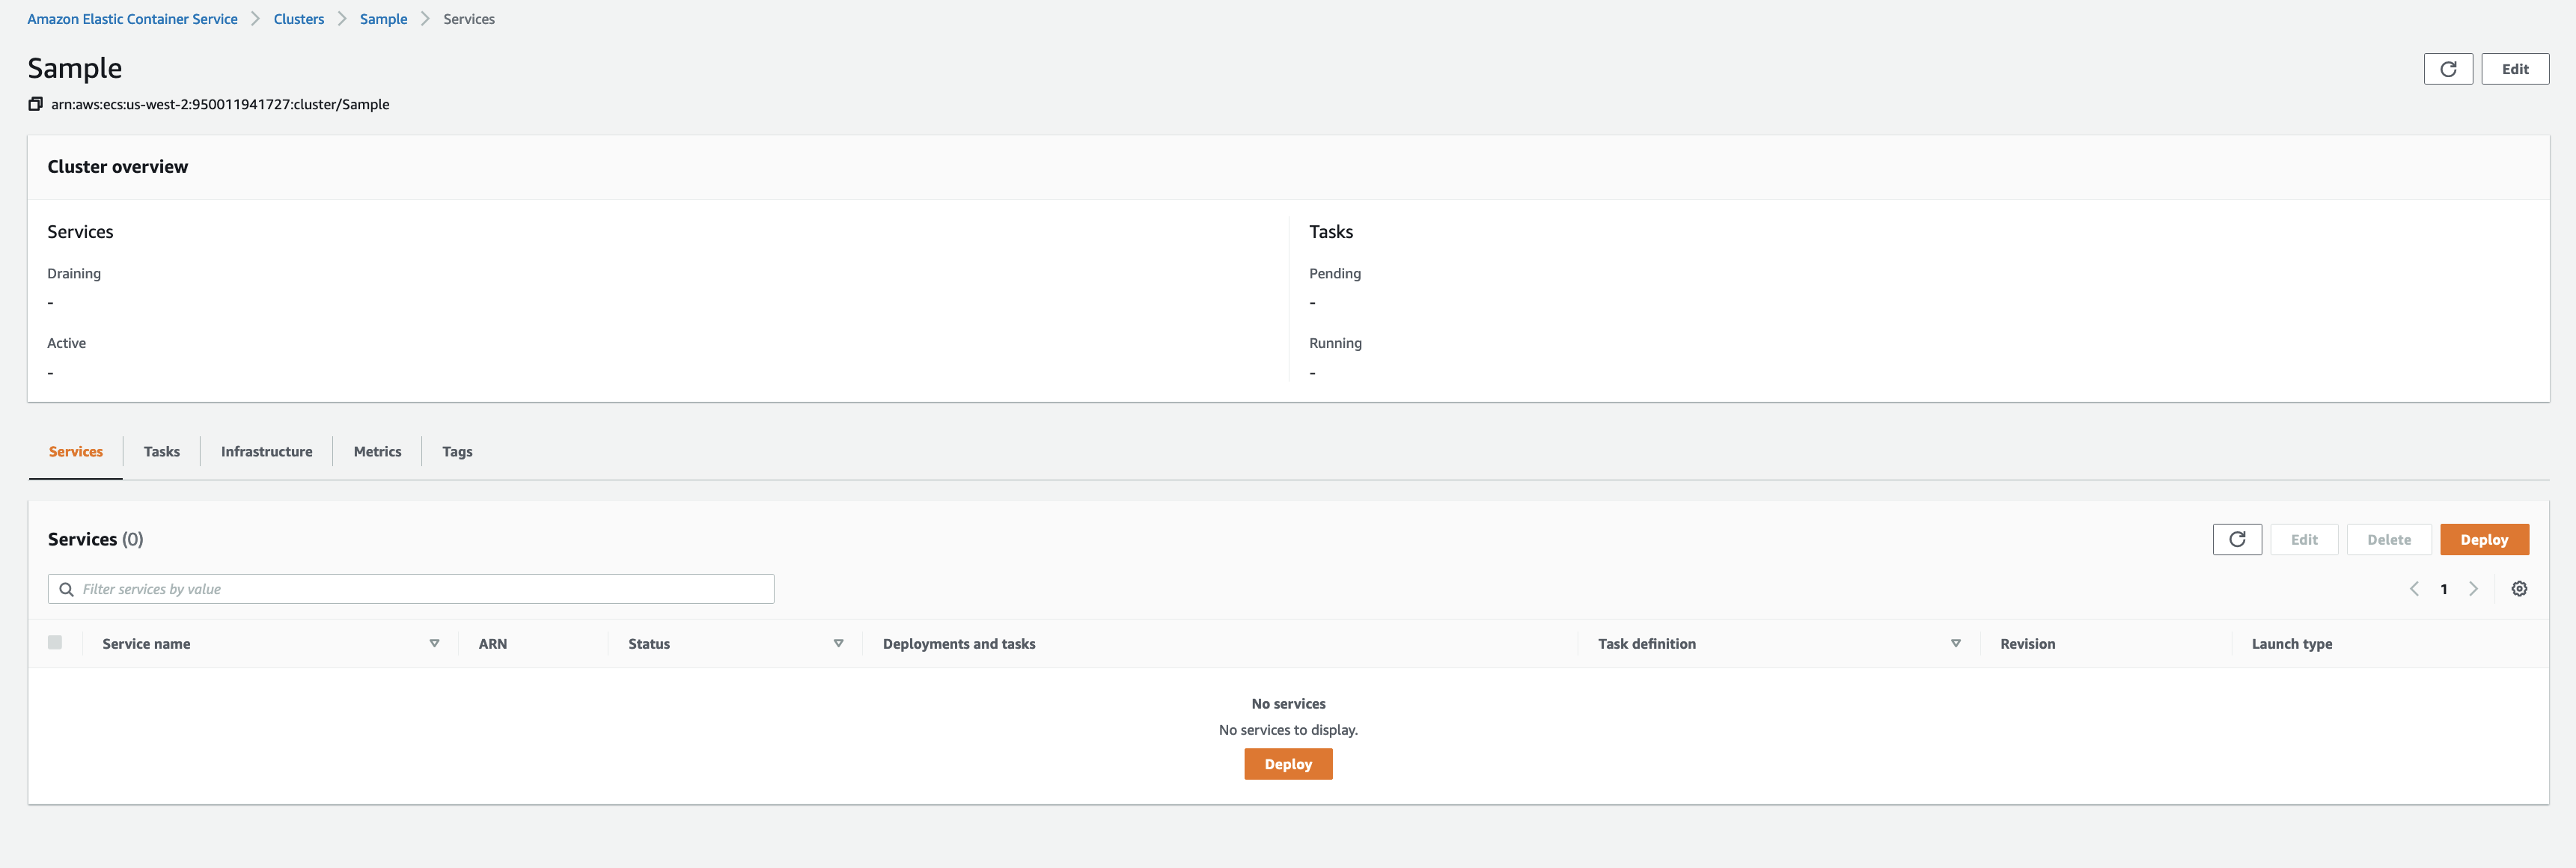 Amazon Elastic Container Service > Clusters > Sample > Services
Sample
Edit
arn:aws:ecs:us-west-2:950011941727:cluster/Sample
Cluster overview
Services
Draining
-
Active
-
Tasks
Pending
-
Running
-
Services Tasks Infrastructure Metrics Tags
Services (0)
Edit Delete Deploy
Filter services by value
1
Service name ARN Status Deployments and tasks Task definition Revision Launch type
No services
No services to display.
Deploy